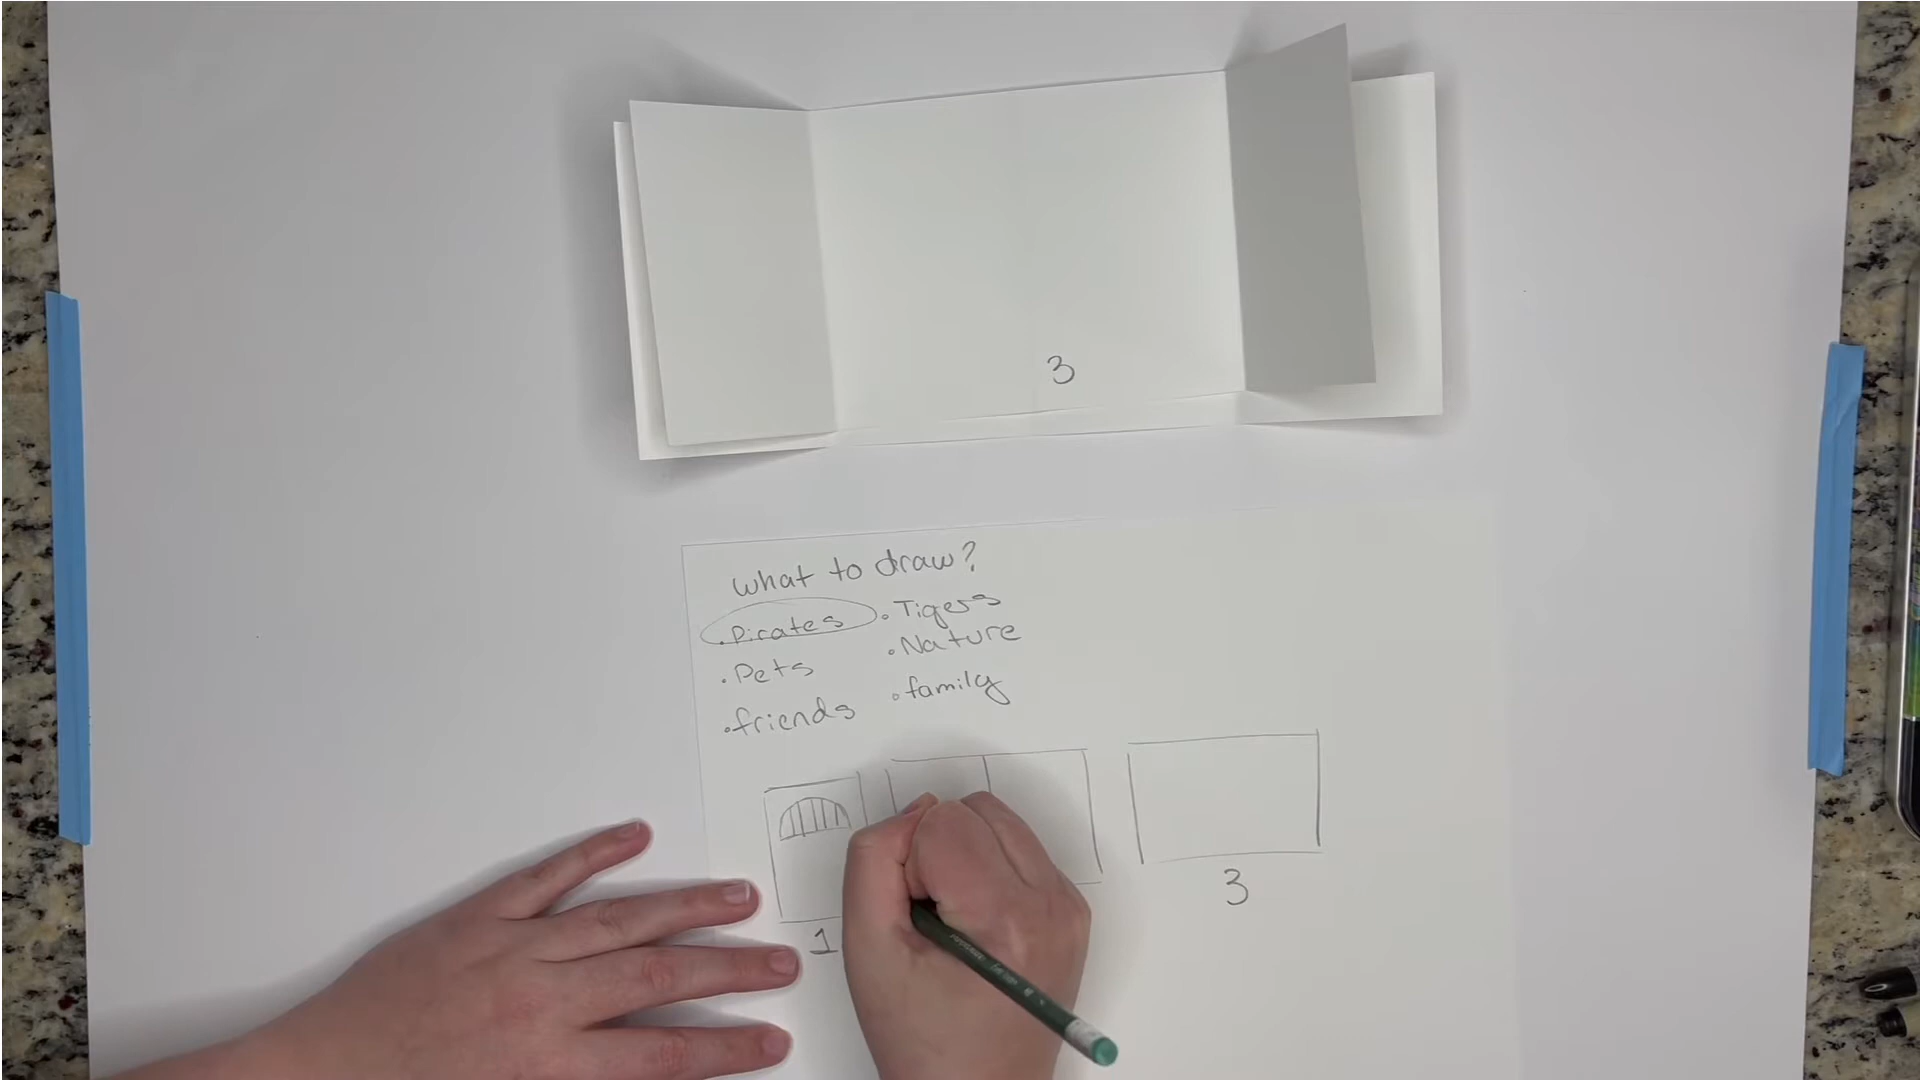 3
What to draw?
.Pirates
.Tigers
.Pets
.Nature
.friends
.family
1
3